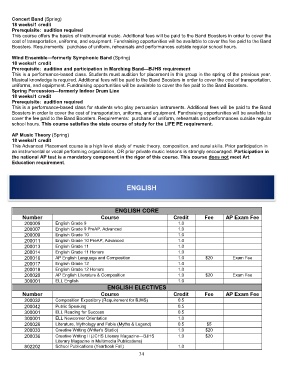 Concert Band (Spring)
18 weeks/1 credit
Prerequisite: audition required
This course offers the basics of instrumental music. Additional fees will be paid to the Band Boosters in order to cover the
cost of transportation, uniforms, and equipment. Fundraising opportunities will be available to cover the fee paid to the Band
Boosters. Requirements: purchase of uniform, rehearsals and performances outside regular school hours.
Wind Ensemble—formerly Symphonic Band (Spring)
18 weeks/1 credit
Prerequisite: audition and participation in Marching Band—BJHS requirement
This is a performance-based class. Students must audition for placement in this group in the spring of the previous year.
Musical knowledge is required. Additional fees will be paid to the Band Boosters in order to cover the cost of transportation,
uniforms, and equipment. Fundraising opportunities will be available to cover the fee paid to the Band Boosters.
Spring Percussion—formerly Indoor Drum Line
18 weeks/1 credit
Prerequisite: audition required
This is a performance-based class for students who play percussion instruments. Additional fees will be paid to the Band
Boosters in order to cover the cost of transportation, uniforms, and equipment. Fundraising opportunities will be available to
cover the fee paid to the Band Boosters. Requirements: purchase of uniform, rehearsals and performances outside of regular
school hours. This course satisfies the state course of study for the LIFE PE requirement.
AP Music Theory (Spring)
18 weeks/1 credit
This Advanced Placement course is a high level study of music theory, composition, and aural skills. Prior participation in
an instrumental or vocal performing organization, OR prior private music lessons is strongly encouraged. Participation in
the national AP test is a mandatory component in the rigor of this course. This course does not meet Art
Education requirement.
ENGLISH
ENGLISH CORE
Number Course Credit Fee AP Exam Fee
200005 English Grade 9 1.0
200007 English Grade 9 PreAP, Advanced 1.0
200009 English Grade 10 1.0
200011 English Grade 10 PreAP, Advanced 1.0
200013 English Grade 11 1.0
200014 English Grade 11 Honors 1.0
200016 AP English Language and Composition 1.0 $20 Exam Fee
200017 English Grade 12 1.0
200018 English Grade 12 Honors 1.0
200020 AP English Literature & Composition 1.0 $20 Exam Fee
300001 ELL English 1.0
ENGLISH ELECTIVES
Number Course Credit Fee AP Exam Fee
200032 Composition Expository (Requirement for BJHS) 0.5
200042 Public Speaking 0.5
300001 ELL Reading for Success 0.5
300001 ELL Newcomer Orientation 1.0
200026 Literature, Mythology and Fable (Myths & Legend) 0.5 $5
200033 Creative Writing (Writer's Studio) 1.0 $20
200036 Creative Writing II (JCIB Literary Magazine—BJHS 1.0 $20
Literary Magazine in Multimedia Publications)
802202 School Publications (Yearbook Fall) 1.0
34